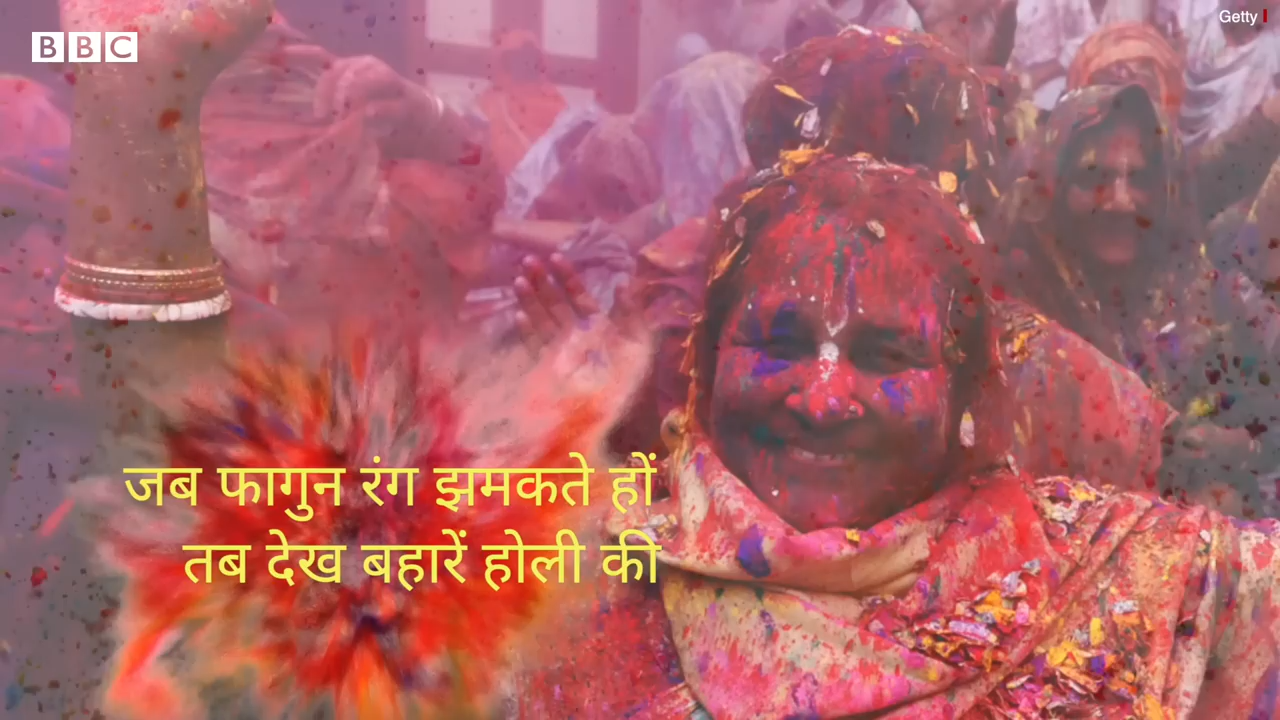 BBC
Getty
जब फागुन रंग झमकते हों
तब देख बहारें होली की